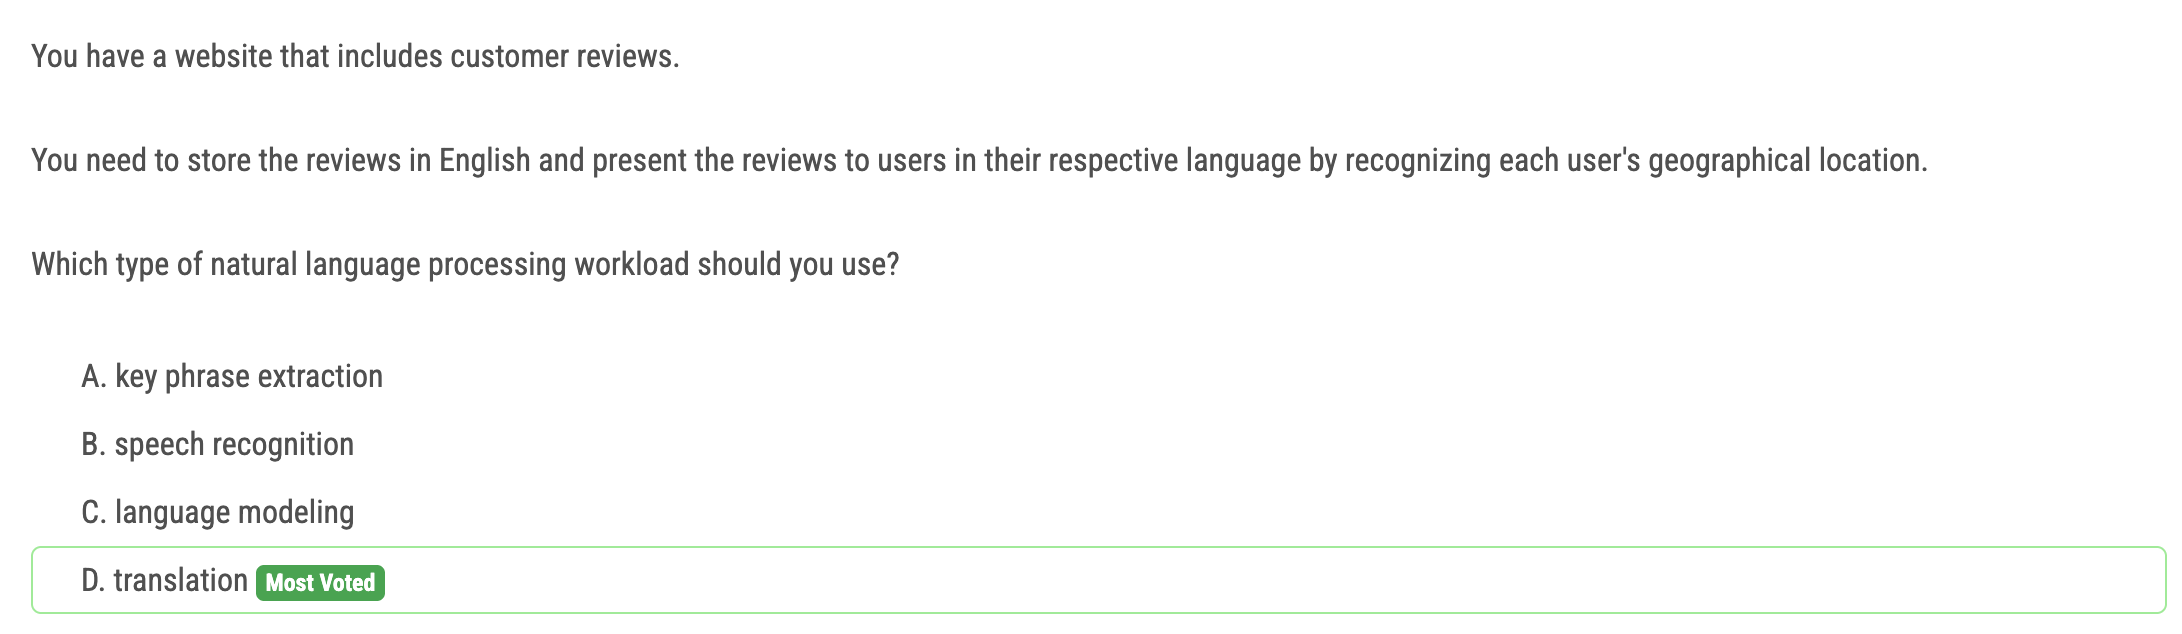 You have a website that includes customer reviews.
You need to store the reviews in English and present the reviews to users in their respective language by recognizing each user's geographical location.
Which type of natural language processing workload should you use?
A. key phrase extraction
B. speech recognition
C. language modeling
D. translation Most Voted